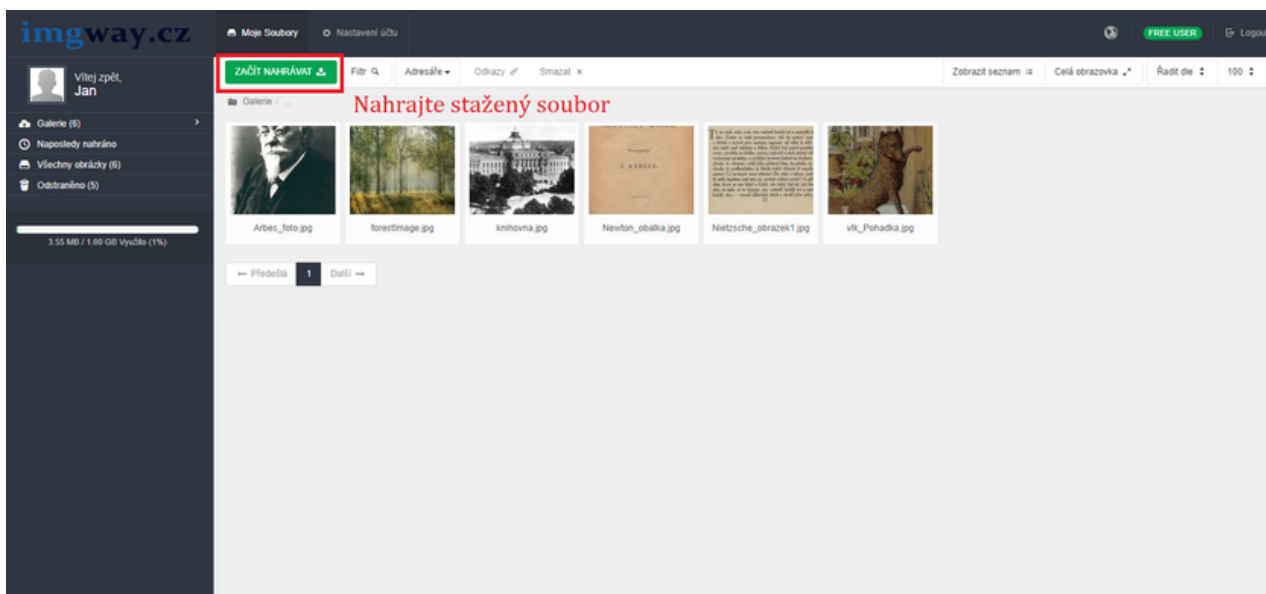 imgway.cz
Moje Soubory
Nastavení účtu
FREE USER
Logou
Vítej zpět,
Jan
ZAČÍT NAHRÁVAT
Filtr
Adresáře
Odkazy
Smazat
Zobrazit seznam
Celá obrazovka
Řadit dle
100
Galerie / ...
Nahrajte stažený soubor
Galerie (6)
Naposledy nahráno
Všechny obrázky (6)
Odstraněno (5)
3.55 MB / 1.00 GB Využito (1%)
J. ARBESA.
Arbes_foto.jpg
forestImage.jpg
knihovna.jpg
Newton_obalka.jpg
Nietzsche_obrazek1.jpg
vlk_Pohadka.jpg
← Předešlá
1
Další →